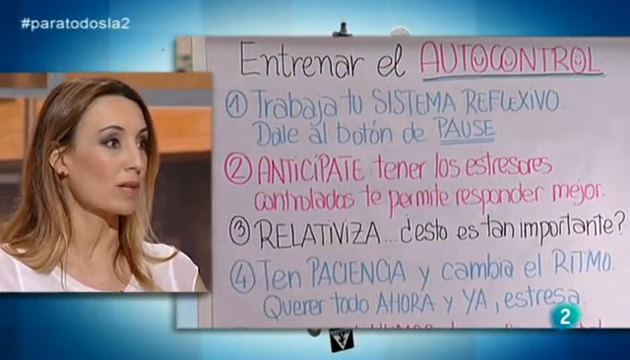 #paratodosla2
Entrenar el AUTOCONTROL
① Trabaja tu SISTEMA REFLEXIVO.
Dale al botón de PAUSE.
② ANTICÍPATE: tener los estresores
controlados te permite responder mejor.
③ RELATIVIZA... ¿esto es tan importante?
④ Ten PACIENCIA y cambia el RITMO.
Querer todo AHORA y YA, estresa.
2